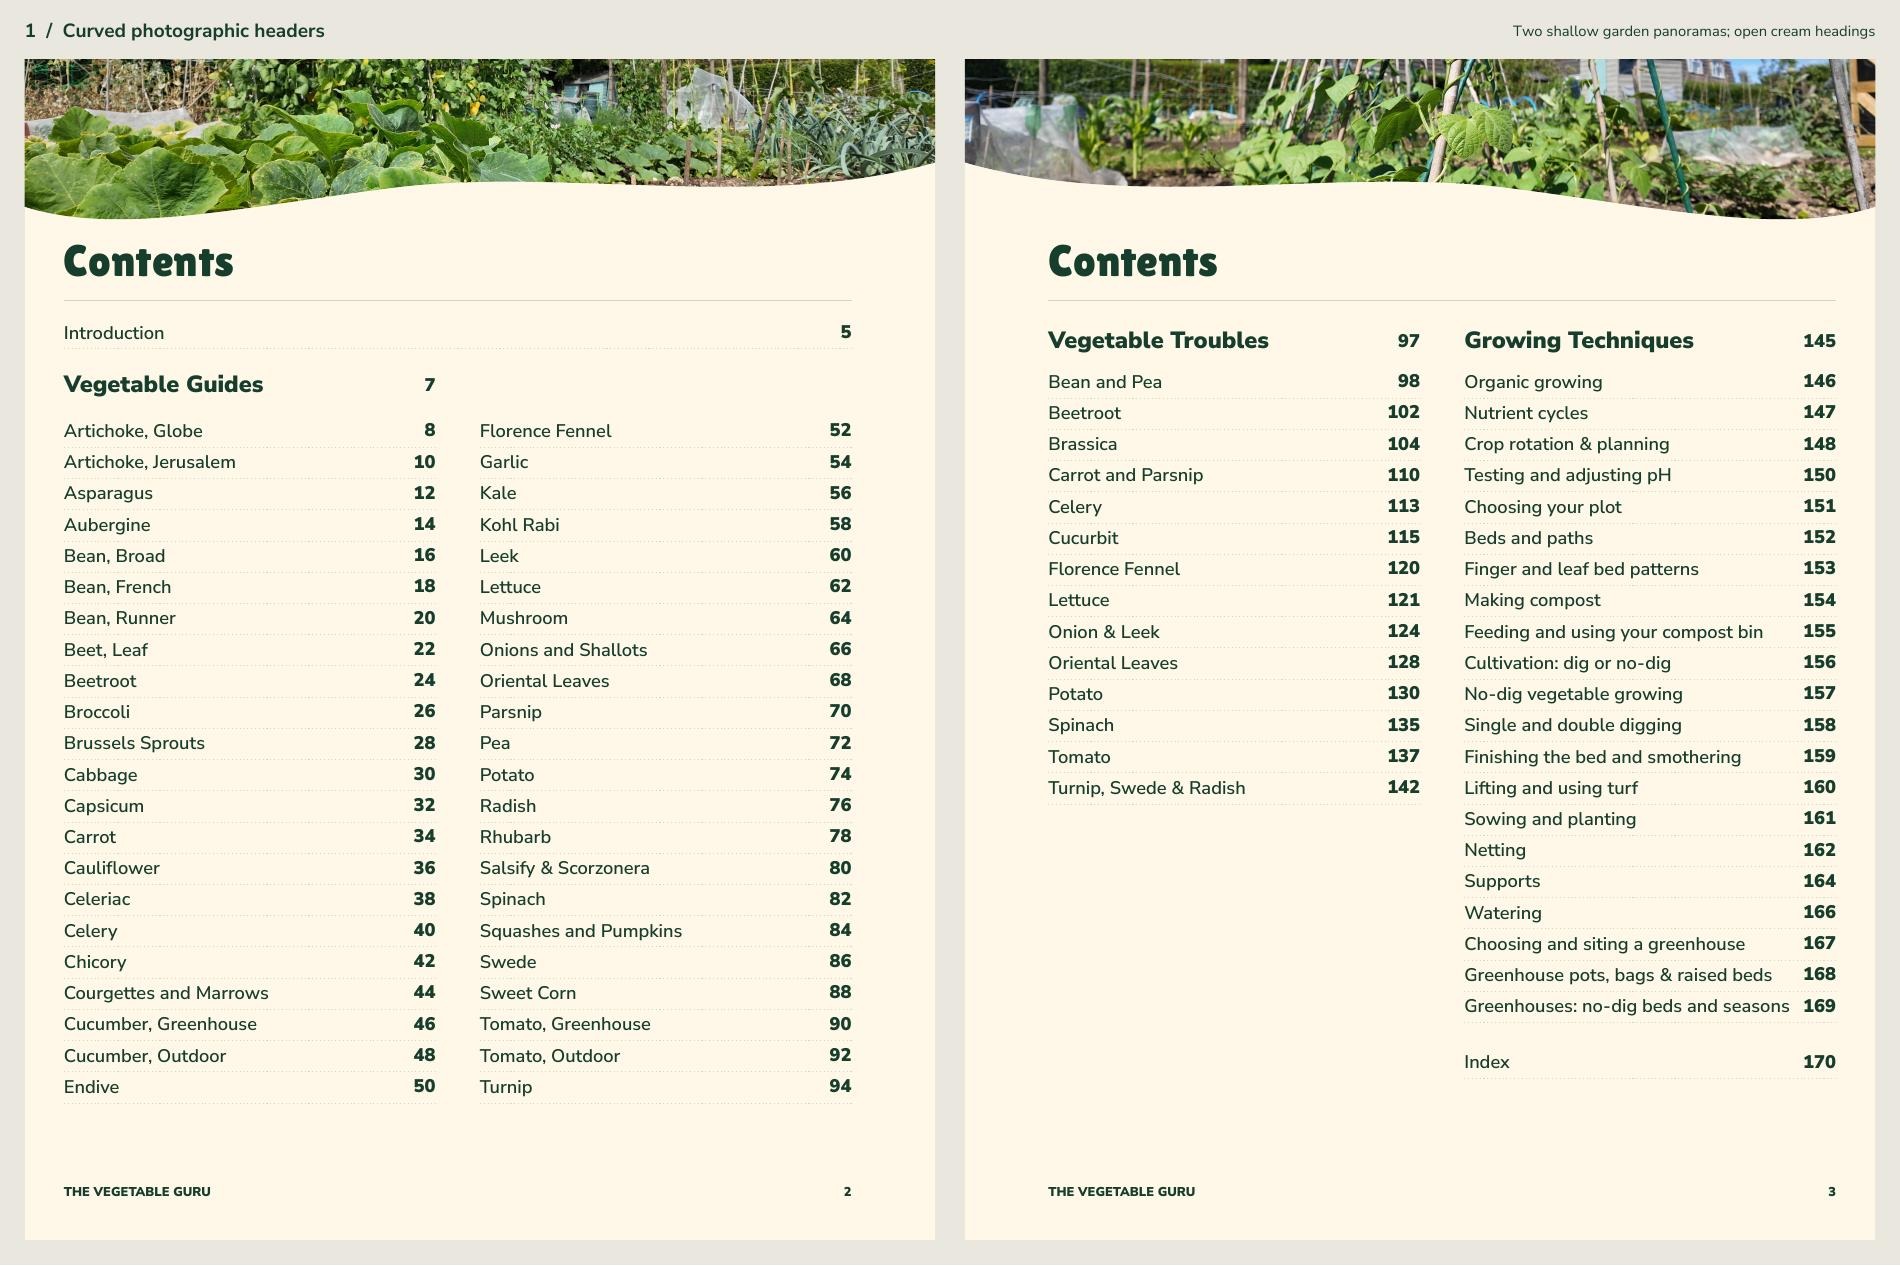 1 / Curved photographic headers
Two shallow garden panoramas; open cream headings
Contents
Introduction 5
Vegetable Guides 7
Artichoke, Globe 8
Artichoke, Jerusalem 10
Asparagus 12
Aubergine 14
Bean, Broad 16
Bean, French 18
Bean, Runner 20
Beet, Leaf 22
Beetroot 24
Broccoli 26
Brussels Sprouts 28
Cabbage 30
Capsicum 32
Carrot 34
Cauliflower 36
Celeriac 38
Celery 40
Chicory 42
Courgettes and Marrows 44
Cucumber, Greenhouse 46
Cucumber, Outdoor 48
Endive 50
Florence Fennel 52
Garlic 54
Kale 56
Kohl Rabi 58
Leek 60
Lettuce 62
Mushroom 64
Onions and Shallots 66
Oriental Leaves 68
Parsnip 70
Pea 72
Potato 74
Radish 76
Rhubarb 78
Salsify & Scorzonera 80
Spinach 82
Squashes and Pumpkins 84
Swede 86
Sweet Corn 88
Tomato, Greenhouse 90
Tomato, Outdoor 92
Turnip 94
THE VEGETABLE GURU 2
Contents
Vegetable Troubles 97
Bean and Pea 98
Beetroot 102
Brassica 104
Carrot and Parsnip 110
Celery 113
Cucurbit 115
Florence Fennel 120
Lettuce 121
Onion & Leek 124
Oriental Leaves 128
Potato 130
Spinach 135
Tomato 137
Turnip, Swede & Radish 142
Growing Techniques 145
Organic growing 146
Nutrient cycles 147
Crop rotation & planning 148
Testing and adjusting pH 150
Choosing your plot 151
Beds and paths 152
Finger and leaf bed patterns 153
Making compost 154
Feeding and using your compost bin 155
Cultivation: dig or no-dig 156
No-dig vegetable growing 157
Single and double digging 158
Finishing the bed and smothering 159
Lifting and using turf 160
Sowing and planting 161
Netting 162
Supports 164
Watering 166
Choosing and siting a greenhouse 167
Greenhouse pots, bags & raised beds 168
Greenhouses: no-dig beds and seasons 169
Index 170
THE VEGETABLE GURU 3